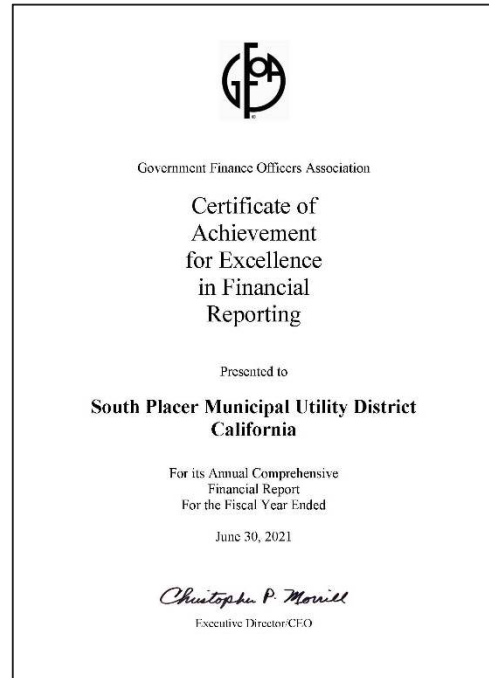 GFOA
®
Government Finance Officers Association
Certificate of
Achievement
for Excellence
in Financial
Reporting
Presented to
South Placer Municipal Utility District
California
For its Annual Comprehensive
Financial Report
For the Fiscal Year Ended
June 30, 2021
Christopher P. Morrill
Executive Director/CEO